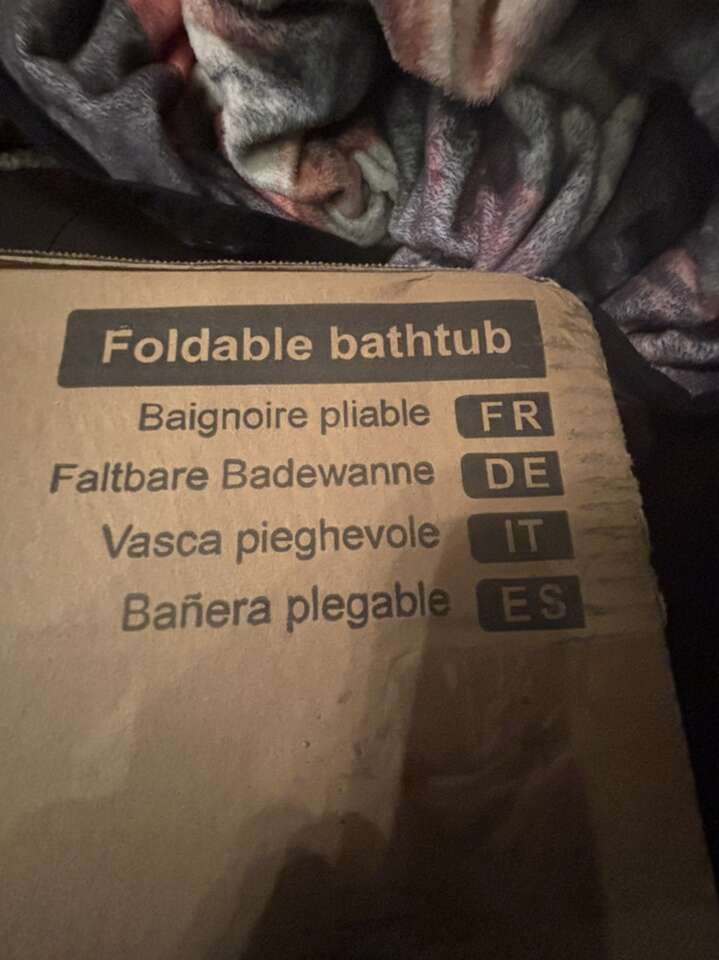 Foldable bathtub
Baignoire pliable FR
Faltbare Badewanne DE
Vasca pieghevole IT
Bañera plegable ES